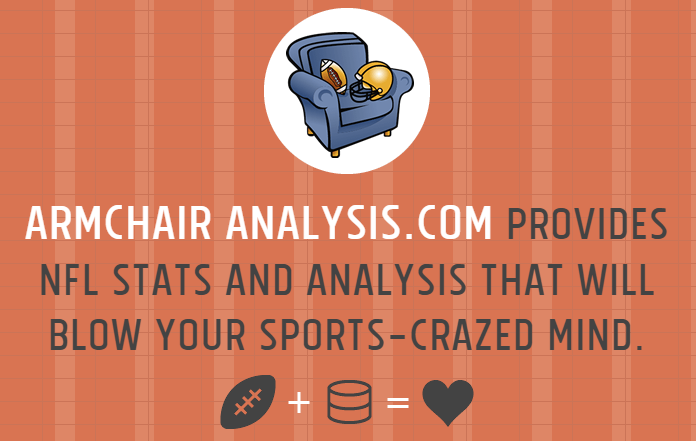 ARMCHAIR ANALYSIS.COM PROVIDES
NFL STATS AND ANALYSIS THAT WILL
BLOW YOUR SPORTS-CRAZED MIND.
+ =